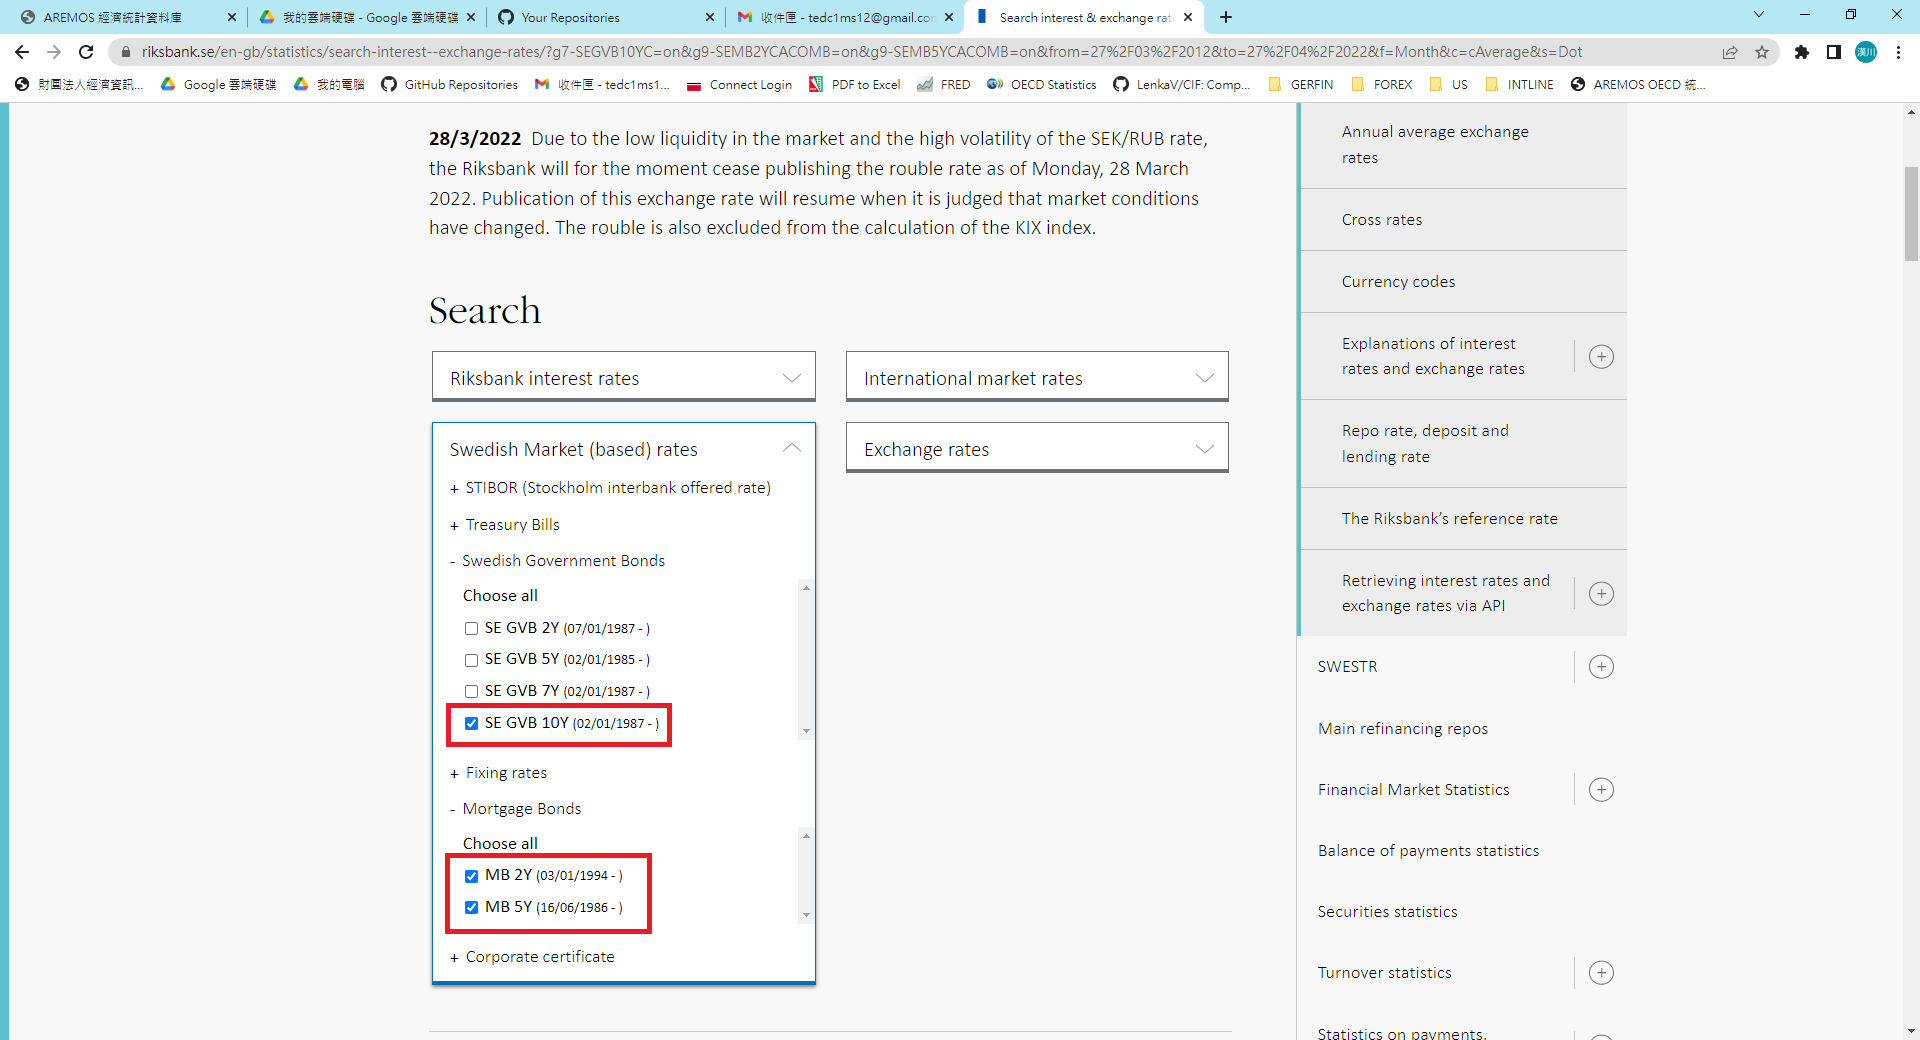 AREMOS 經濟統計資料庫
我的雲端硬碟 - Google 雲端硬碟
Your Repositories
收件匣 - tedc1ms12@gmail.co
Search interest & exchange rat
riksbank.se/en-gb/statistics/search-interest--exchange-rates/?g7-SEGVB10YC=on&g9-SEMB2YCACOMB=on&g9-SEMB5YCACOMB=on&from=27%2F03%2F2012&to=27%2F04%2F2022&f=Month&c=cAverage&s=Dot
漢川
財團法人經濟資訊...
Google 雲端硬碟
我的電腦
GitHub Repositories
收件匣 - tedc1ms1...
Connect Login
PDF to Excel
FRED
OECD Statistics
LenkaV/CIF: Comp...
GERFIN
FOREX
US
INTLINE
AREMOS OECD 統...
28/3/2022 Due to the low liquidity in the market and the high volatility of the SEK/RUB rate,
the Riksbank will for the moment cease publishing the rouble rate as of Monday, 28 March
2022. Publication of this exchange rate will resume when it is judged that market conditions
have changed. The rouble is also excluded from the calculation of the KIX index.
Search
Riksbank interest rates
International market rates
Swedish Market (based) rates
Exchange rates
+ STIBOR (Stockholm interbank offered rate)
+ Treasury Bills
- Swedish Government Bonds
Choose all
SE GVB 2Y (07/01/1987 - )
SE GVB 5Y (02/01/1985 - )
SE GVB 7Y (02/01/1987 - )
SE GVB 10Y (02/01/1987 - )
+ Fixing rates
- Mortgage Bonds
Choose all
MB 2Y (03/01/1994 - )
MB 5Y (16/06/1986 - )
+ Corporate certificate
Annual average exchange
rates
Cross rates
Currency codes
Explanations of interest
rates and exchange rates
Repo rate, deposit and
lending rate
The Riksbank's reference rate
Retrieving interest rates and
exchange rates via API
SWESTR
Main refinancing repos
Financial Market Statistics
Balance of payments statistics
Securities statistics
Turnover statistics
Statistics on payments,